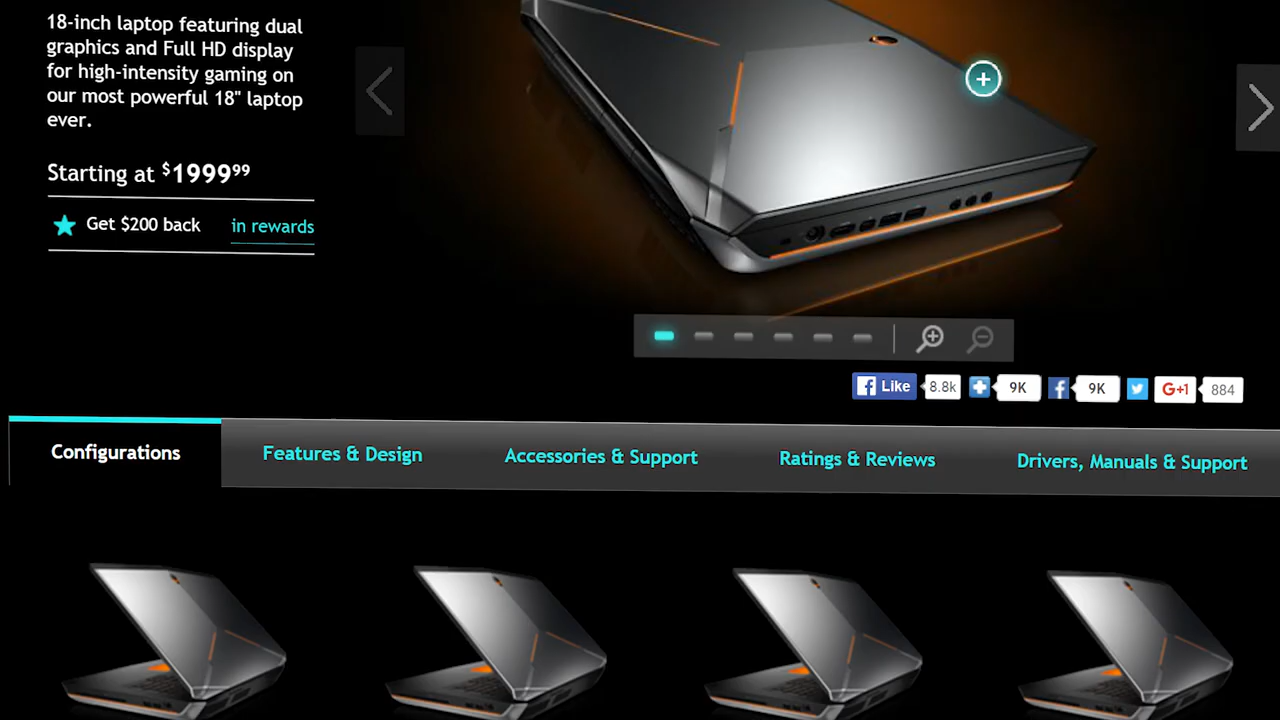 18-inch laptop featuring dual
graphics and Full HD display
for high-intensity gaming on
our most powerful 18" laptop
ever.
Starting at $1999⁹⁹
Get $200 back in rewards
Like 8.8k 9K 9K G+1 884
Configurations Features & Design Accessories & Support Ratings & Reviews Drivers, Manuals & Support